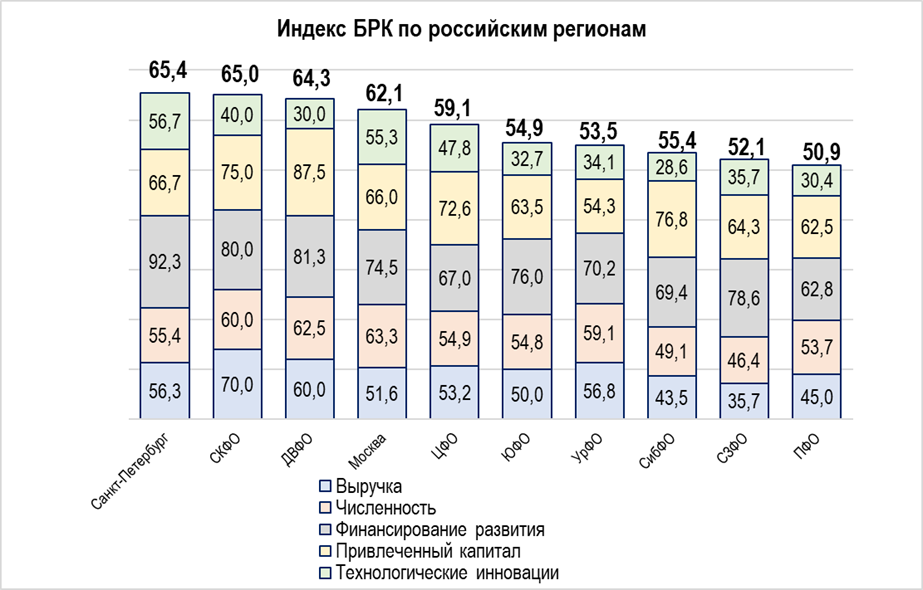 Индекс БРК по российским регионам
65,4 65,0 64,3 62,1 59,1 54,9 53,5 55,4 52,1 50,9
56,7 40,0 30,0 55,3 47,8 32,7 34,1 28,6 35,7 30,4
66,7 75,0 87,5 66,0 72,6 63,5 54,3 76,8 64,3 62,5
92,3 80,0 81,3 74,5 67,0 76,0 70,2 69,4 78,6 62,8
55,4 60,0 62,5 63,3 54,9 54,8 59,1 49,1 46,4 53,7
56,3 70,0 60,0 51,6 53,2 50,0 56,8 43,5 35,7 45,0
Санкт-Петербург СКФО ДВФО Москва ЦФО ЮФО УрФО СибФО СЗФО ПФО
Выручка
Численность
Финансирование развития
Привлеченный капитал
Технологические инновации